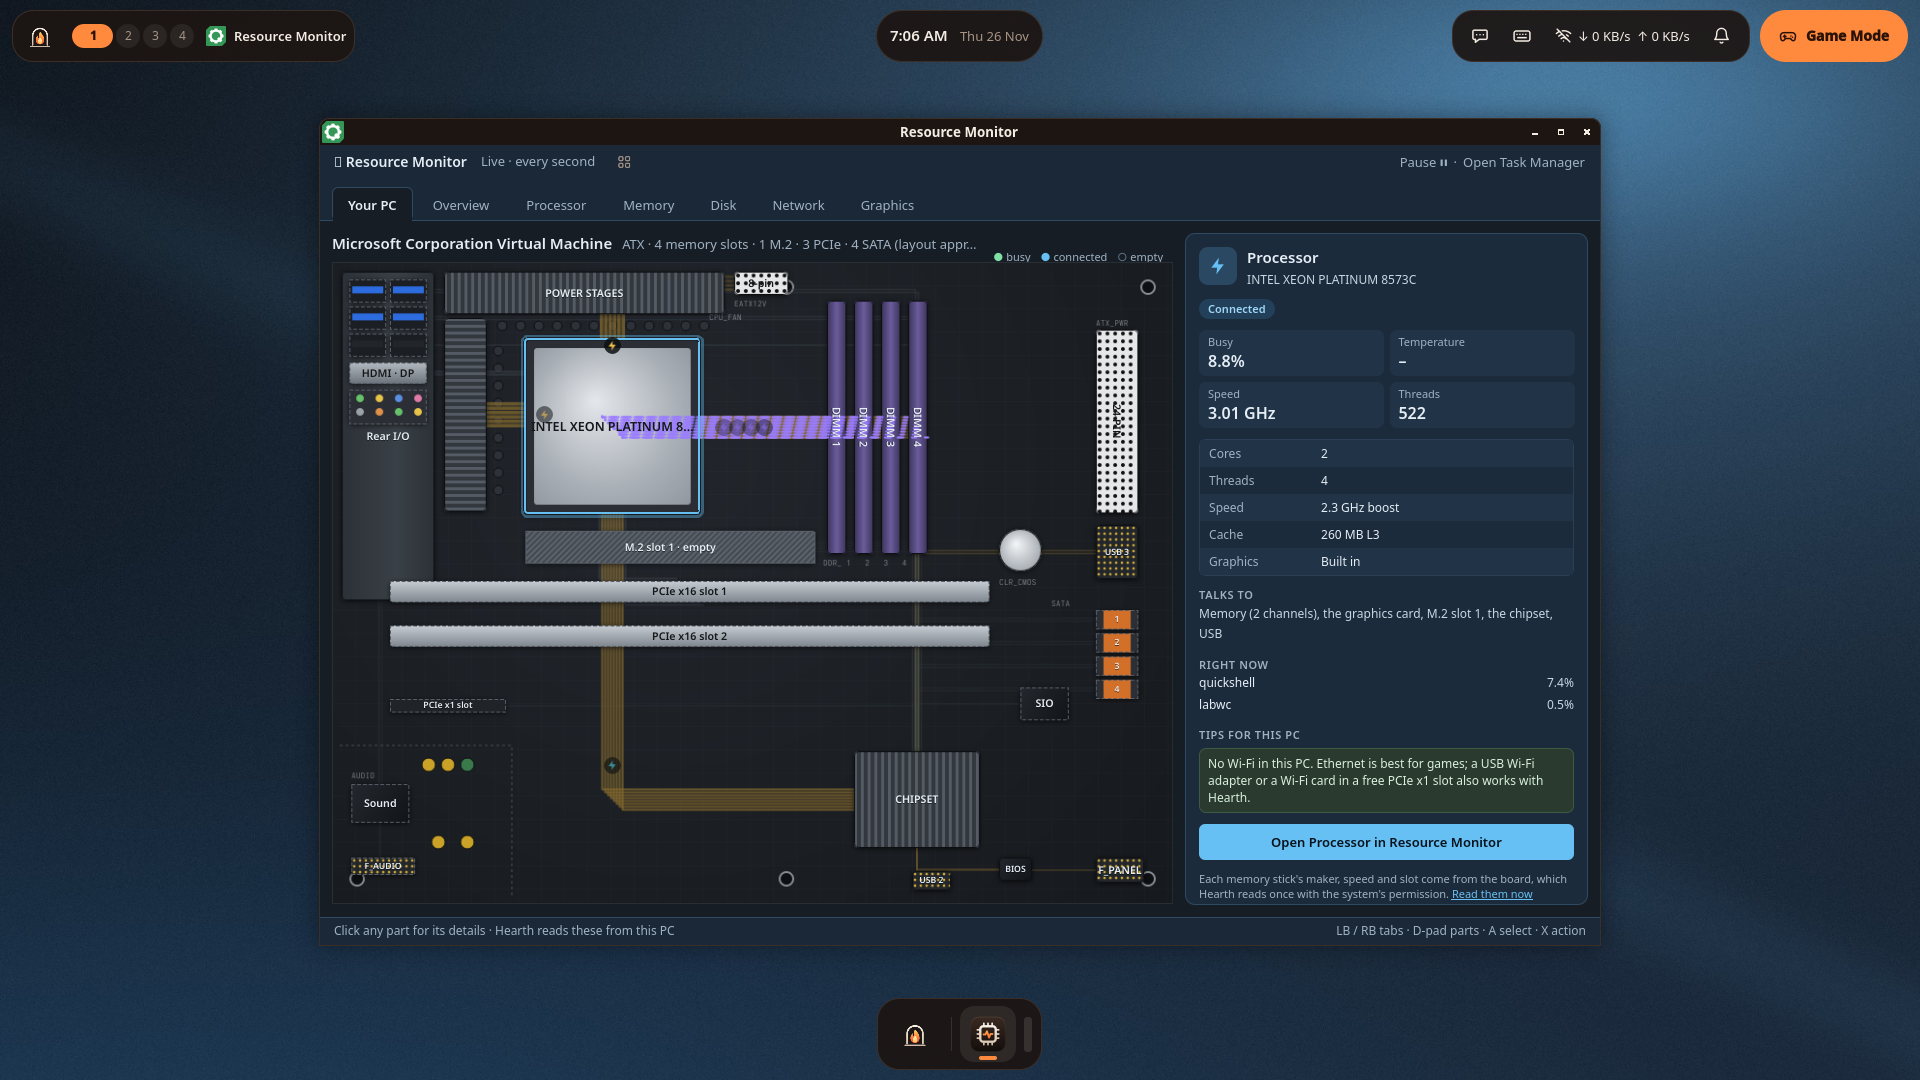 1 2 3 4 Resource Monitor
7:06 AM Thu 26 Nov
↓ 0 KB/s ↑ 0 KB/s
Game Mode
Resource Monitor
Resource Monitor Live · every second
Pause · Open Task Manager
Your PC Overview Processor Memory Disk Network Graphics
Microsoft Corporation Virtual Machine ATX · 4 memory slots · 1 M.2 · 3 PCIe · 4 SATA (layout appr...
busy connected empty
POWER STAGES
8-pin
EATX12V
CPU_FAN
ATX_PWR
HDMI · DP
Rear I/O
INTEL XEON PLATINUM 8...
DIMM 1
DIMM 2
DIMM 3
DIMM 4
24-PIN
M.2 slot 1 · empty
DDR_ 1 2 3 4
USB 3
CLR_CMOS
PCIe x16 slot 1
SATA
1
2
3
4
PCIe x16 slot 2
PCIe x1 slot
SIO
AUDIO
Sound
CHIPSET
F_AUDIO
USB 2
BIOS
F_PANEL
Processor
INTEL XEON PLATINUM 8573C
Connected
Busy
8.8%
Temperature
–
Speed
3.01 GHz
Threads
522
Cores 2
Threads 4
Speed 2.3 GHz boost
Cache 260 MB L3
Graphics Built in
TALKS TO
Memory (2 channels), the graphics card, M.2 slot 1, the chipset,
USB
RIGHT NOW
quickshell 7.4%
labwc 0.5%
TIPS FOR THIS PC
No Wi-Fi in this PC. Ethernet is best for games; a USB Wi-Fi
adapter or a Wi-Fi card in a free PCIe x1 slot also works with
Hearth.
Open Processor in Resource Monitor
Each memory stick's maker, speed and slot come from the board, which
Hearth reads once with the system's permission. Read them now
Click any part for its details · Hearth reads these from this PC
LB / RB tabs · D-pad parts · A select · X action